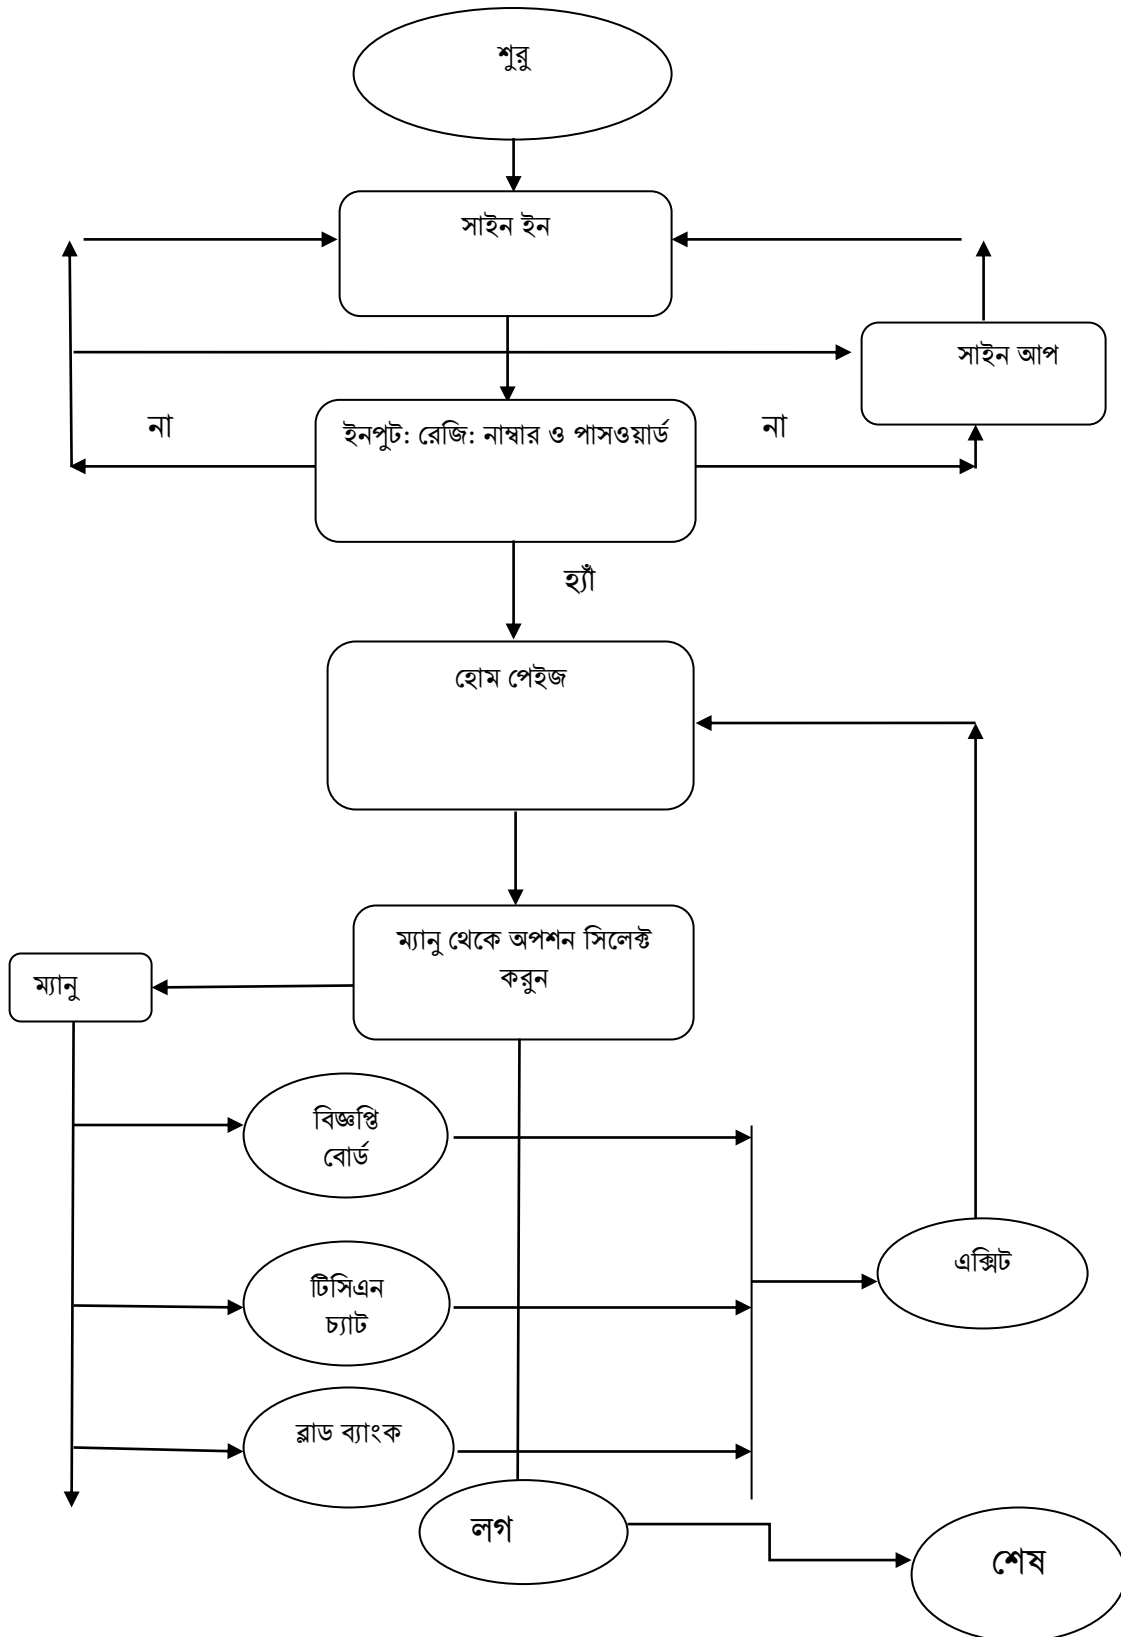 শুরু
সাইন ইন
সাইন আপ
না
ইনপুট: রেজি: নাম্বার ও পাসওয়ার্ড
না
হ্যাঁ
হোম পেইজ
ম্যানু থেকে অপশন সিলেক্ট
করুন
ম্যানু
বিজ্ঞপ্তি
বোর্ড
এক্সিট
টিসিএন
চ্যাট
ব্লাড ব্যাংক
লগ
শেষ